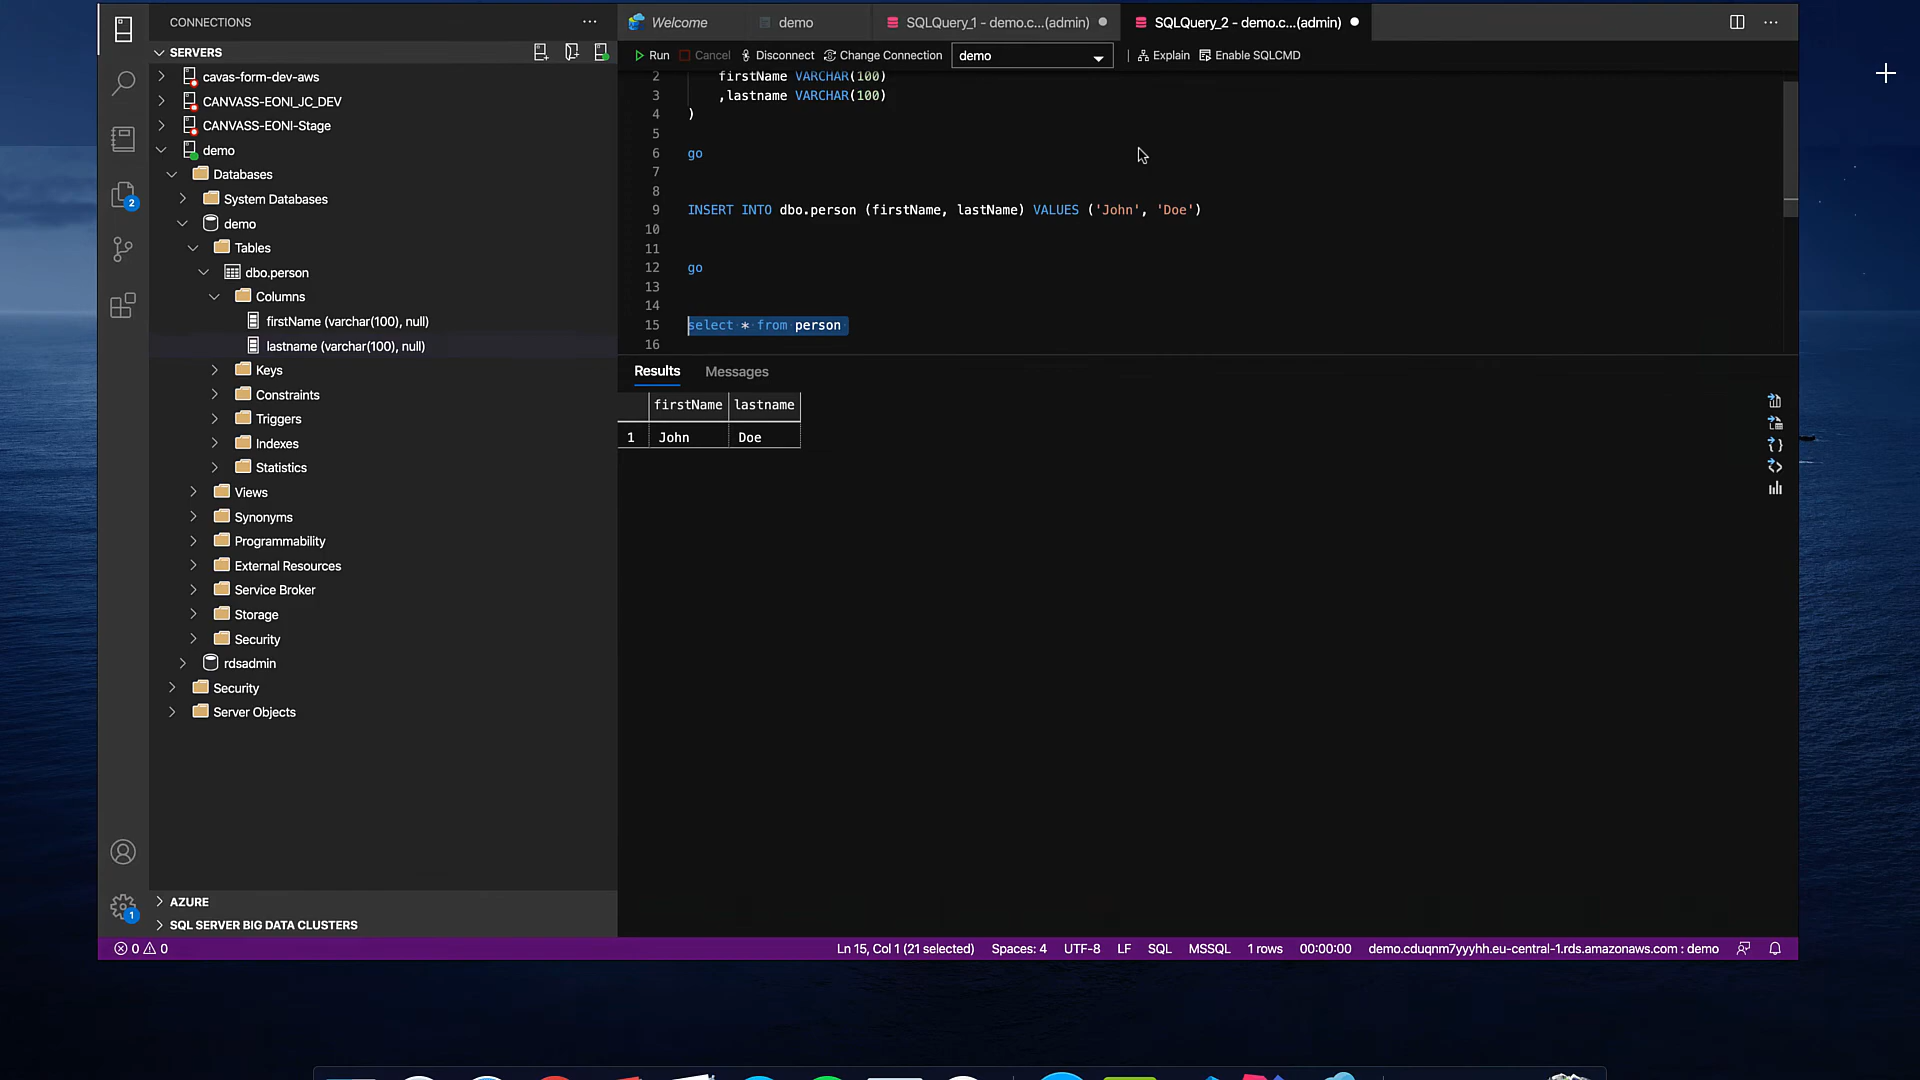 CONNECTIONS
SERVERS
cavas-form-dev-aws
CANVASS-EONI_JC_DEV
CANVASS-EONI-Stage
demo
Databases
System Databases
demo
Tables
dbo.person
Columns
firstName (varchar(100), null)
lastname (varchar(100), null)
Keys
Constraints
Triggers
Indexes
Statistics
Views
Synonyms
Programmability
External Resources
Service Broker
Storage
Security
rdsadmin
Security
Server Objects
AZURE
SQL SERVER BIG DATA CLUSTERS
2
1
Welcome demo SQLQuery_1 - demo.c...(admin) SQLQuery_2 - demo.c...(admin)
Run Cancel Disconnect Change Connection demo Explain Enable SQLCMD
2 firstName VARCHAR(100)
3 ,lastname VARCHAR(100)
4 )
5
6 go
7
8
9 INSERT INTO dbo.person (firstName, lastName) VALUES ('John', 'Doe')
10
11
12 go
13
14
15 select * from person
16
Results Messages
firstName lastname
1 John Doe
0 0 Ln 15, Col 1 (21 selected) Spaces: 4 UTF-8 LF SQL MSSQL 1 rows 00:00:00 demo.cduqnm7yyyhh.eu-central-1.rds.amazonaws.com : demo